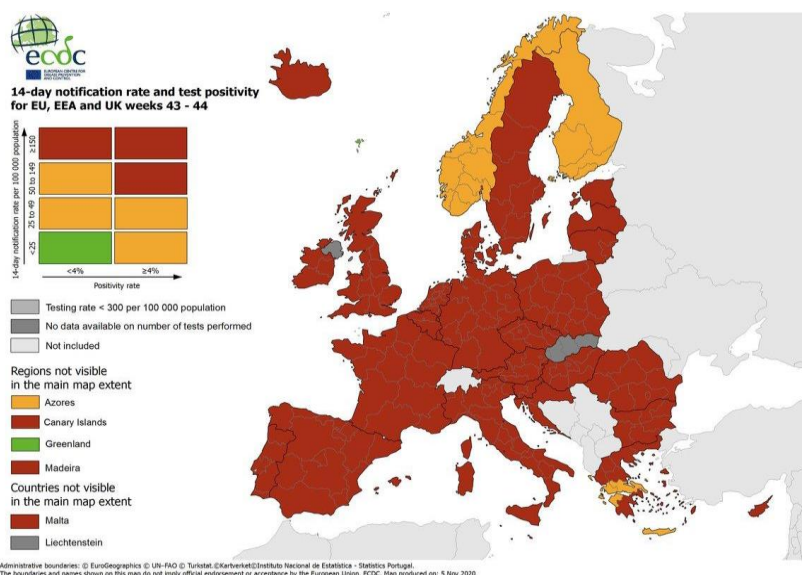 ecdc
EUROPEAN CENTRE FOR
DISEASE PREVENTION
AND CONTROL
14-day notification rate and test positivity
for EU, EEA and UK weeks 43 - 44
14-day notification rate per 100 000 population
≥150
50 to 149
25 to 49
<25
<4%
≥4%
Positivity rate
Testing rate < 300 per 100 000 population
No data available on number of tests performed
Not included
Regions not visible
in the main map extent
Azores
Canary Islands
Greenland
Madeira
Countries not visible
in the main map extent
Malta
Liechtenstein
Administrative boundaries: © EuroGeographics © UN-FAO © Turkstat.©Kartverket©Instituto Nacional de Estatística - Statistics Portugal.
The boundaries and names shown on this map do not imply official endorsement or acceptance by the European Union. ECDC. Map produced on: 5 Nov 2020